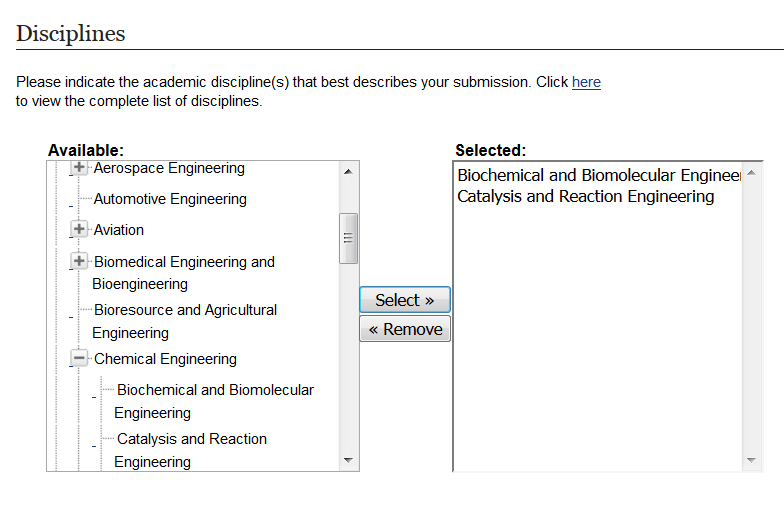 Disciplines
Please indicate the academic discipline(s) that best describes your submission. Click here
to view the complete list of disciplines.
Available:
Aerospace Engineering
Automotive Engineering
Aviation
Biomedical Engineering and
Bioengineering
Bioresource and Agricultural
Engineering
Chemical Engineering
Biochemical and Biomolecular
Engineering
Catalysis and Reaction
Engineering
Select »
« Remove
Selected:
Biochemical and Biomolecular Engineer
Catalysis and Reaction Engineering